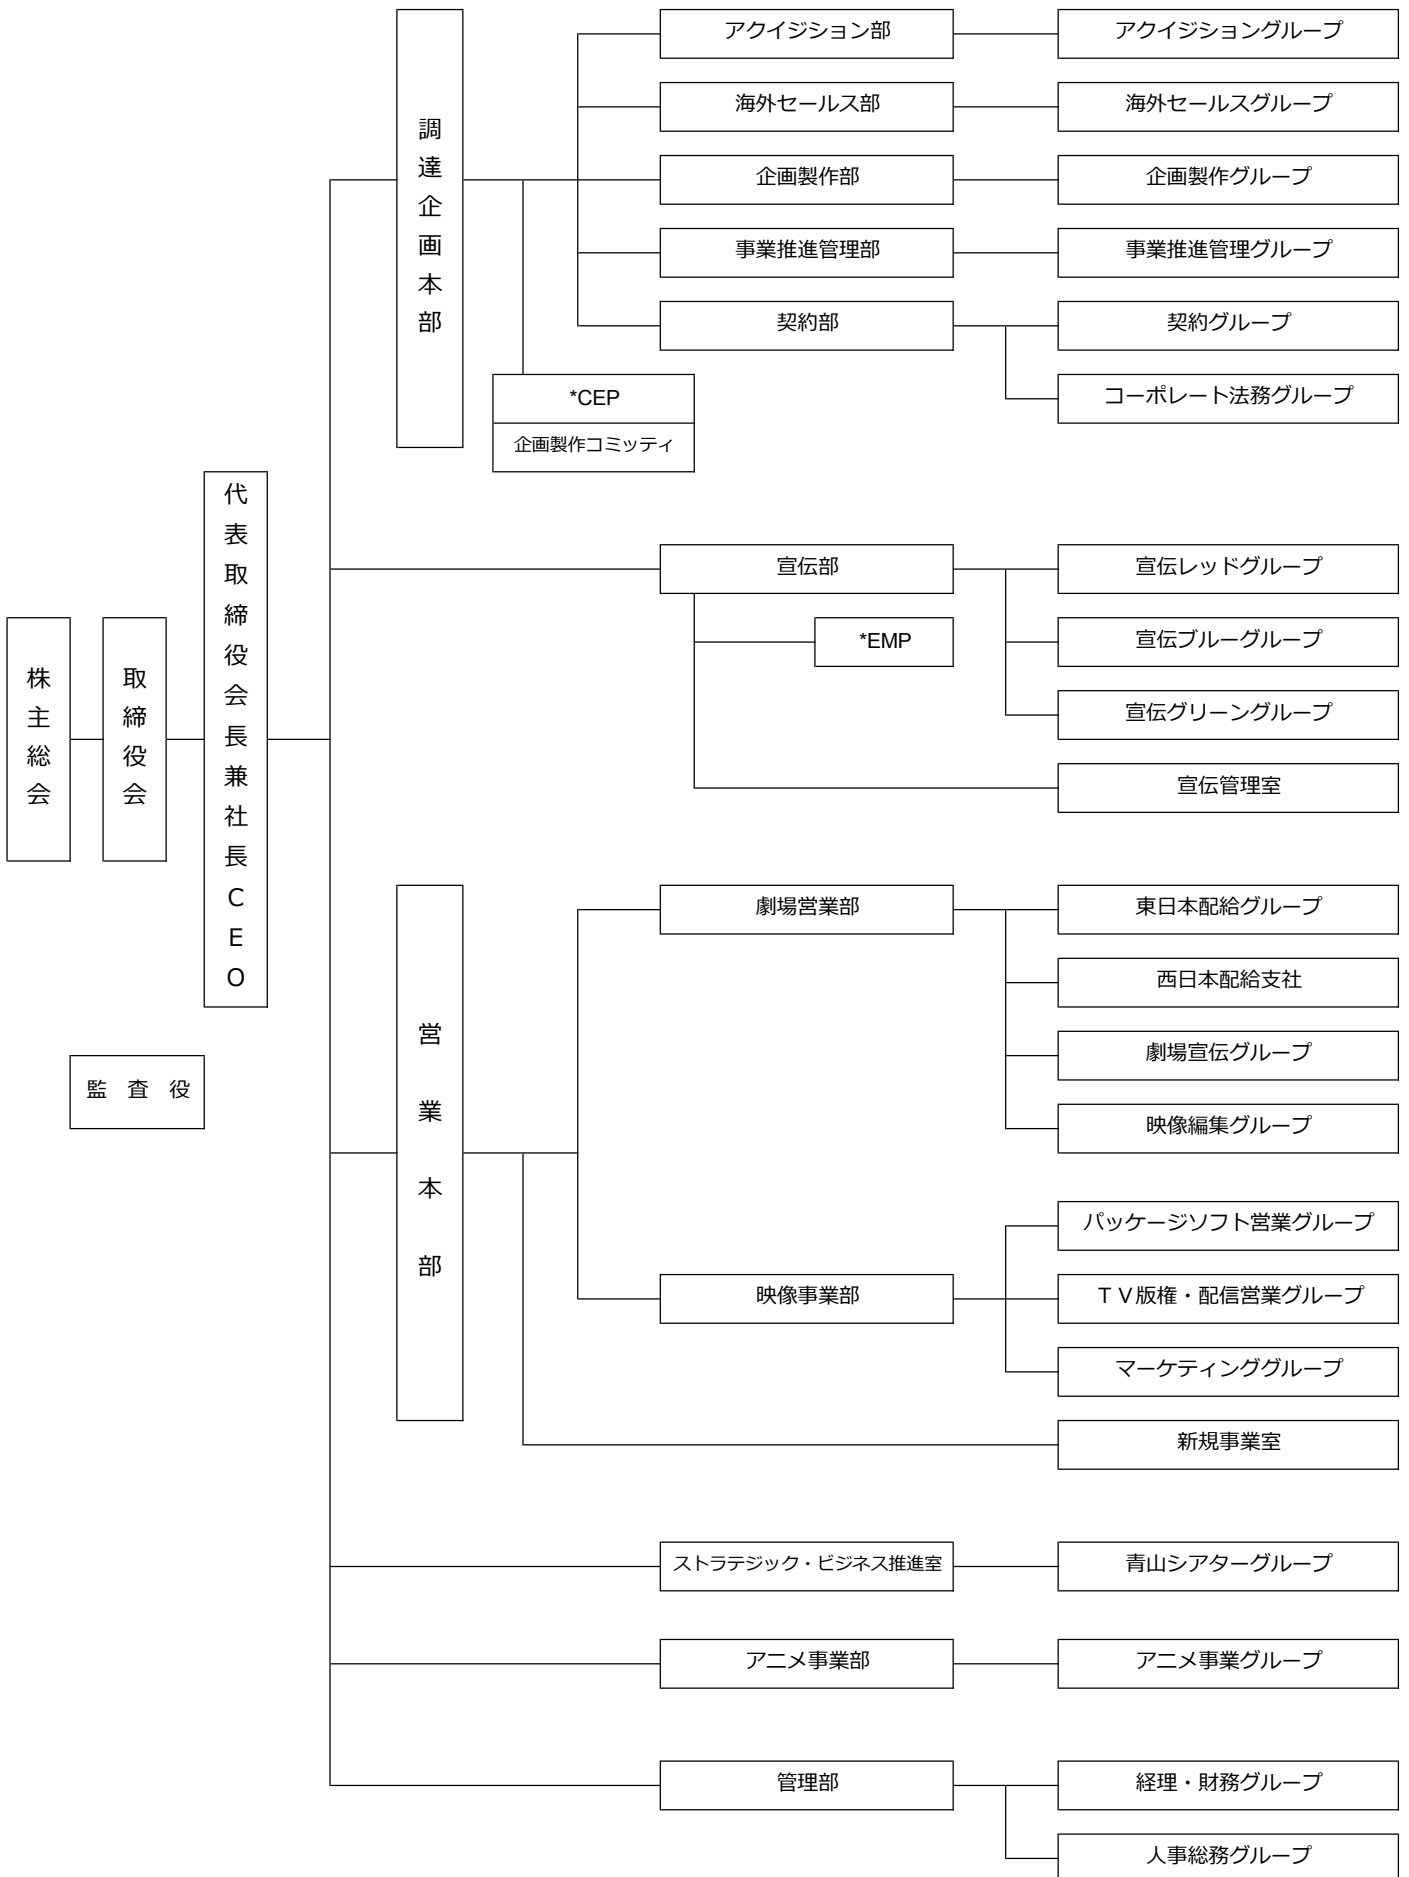 株主総会
取締役会
代表取締役会長兼社長CEO
監　査　役
調達企画本部
アクイジション部
アクイジショングループ
海外セールス部
海外セールスグループ
企画製作部
企画製作グループ
事業推進管理部
事業推進管理グループ
契約部
契約グループ
コーポレート法務グループ
*CEP
企画製作コミッティ
宣伝部
宣伝レッドグループ
*EMP
宣伝ブルーグループ
宣伝グリーングループ
宣伝管理室
営業本部
劇場営業部
東日本配給グループ
西日本配給支社
劇場宣伝グループ
映像編集グループ
映像事業部
パッケージソフト営業グループ
ＴＶ版権・配信営業グループ
マーケティンググループ
新規事業室
ストラテジック・ビジネス推進室
青山シアターグループ
アニメ事業部
アニメ事業グループ
管理部
経理・財務グループ
人事総務グループ